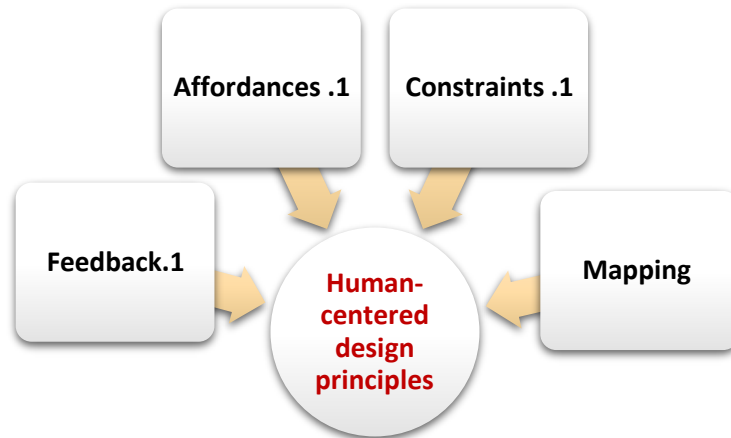 Affordances .1
Constraints .1
Feedback.1
Mapping
Human-
centered
design
principles